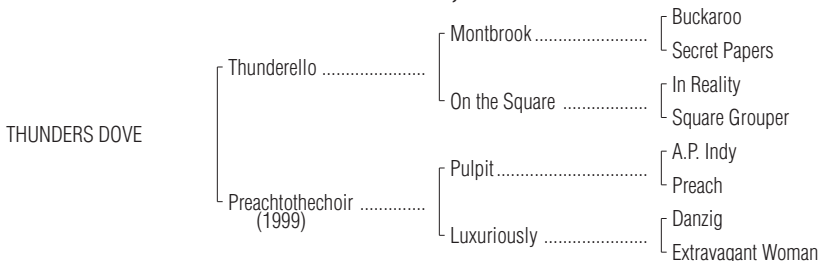 Buckaroo
Montbrook..........................
Secret Papers
Thunderello ......................
In Reality
On the Square ..................
Square Grouper
THUNDERS DOVE
A.P. Indy
Pulpit................................
Preach
Preachtothechoir ..............
(1999)
Danzig
Luxuriously ......................
Extravagant Woman